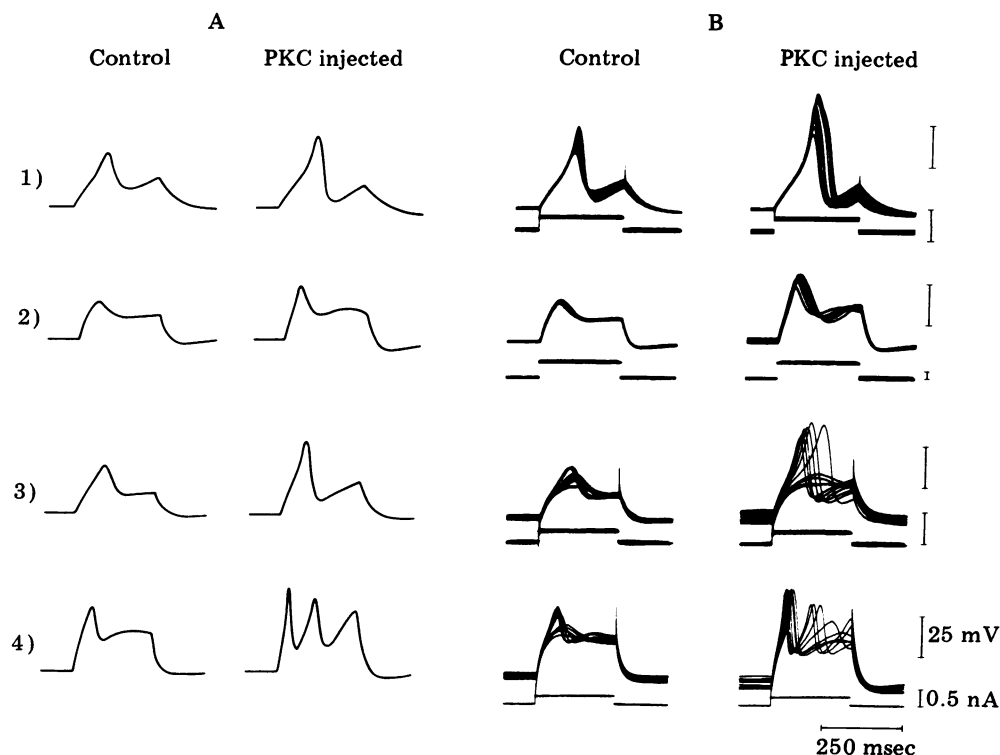 A B
Control PKC injected Control PKC injected
1)
2)
3)
4)
25 mV
0.5 nA
250 msec